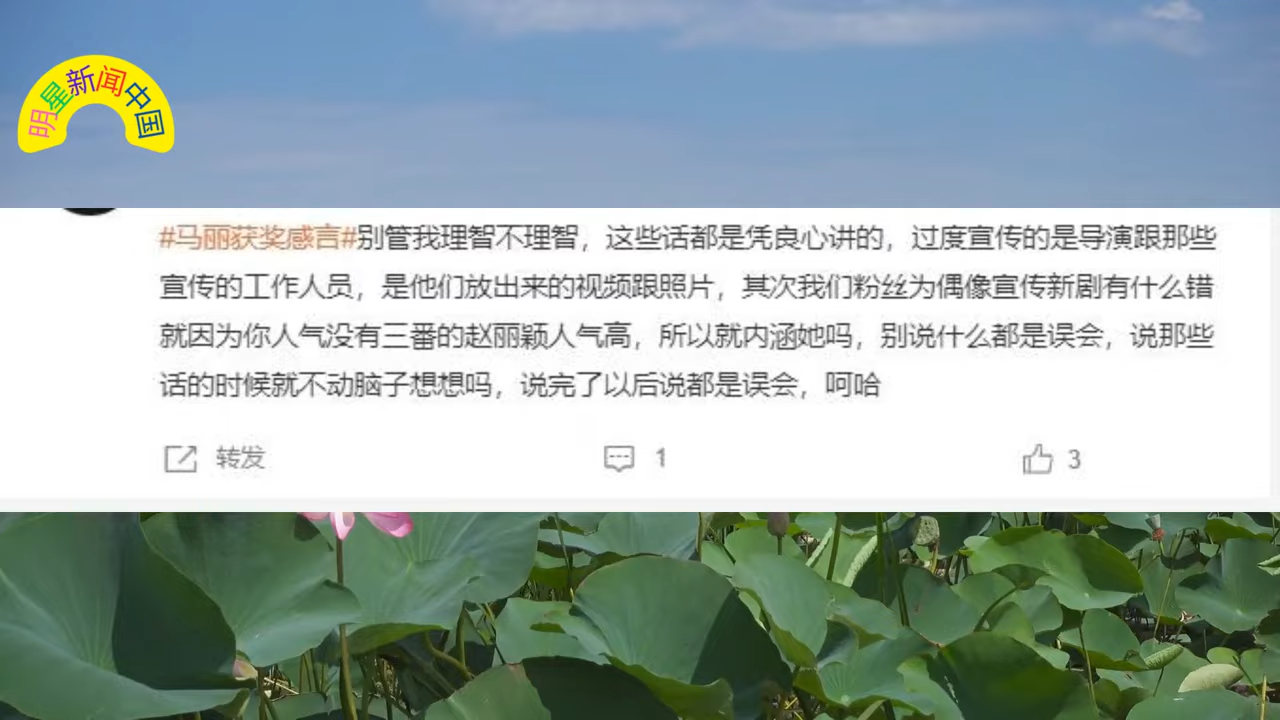 明星新闻中国
#马丽获奖感言#别管我理智不理智，这些话都是凭良心讲的，过度宣传的是导演跟那些
宣传的工作人员，是他们放出来的视频跟照片，其次我们粉丝为偶像宣传新剧有什么错
就因为你人气没有三番的赵丽颖人气高，所以就内涵她吗，别说什么都是误会，说那些
话的时候就不动脑子想想吗，说完了以后说都是误会，呵哈
转发 1 3